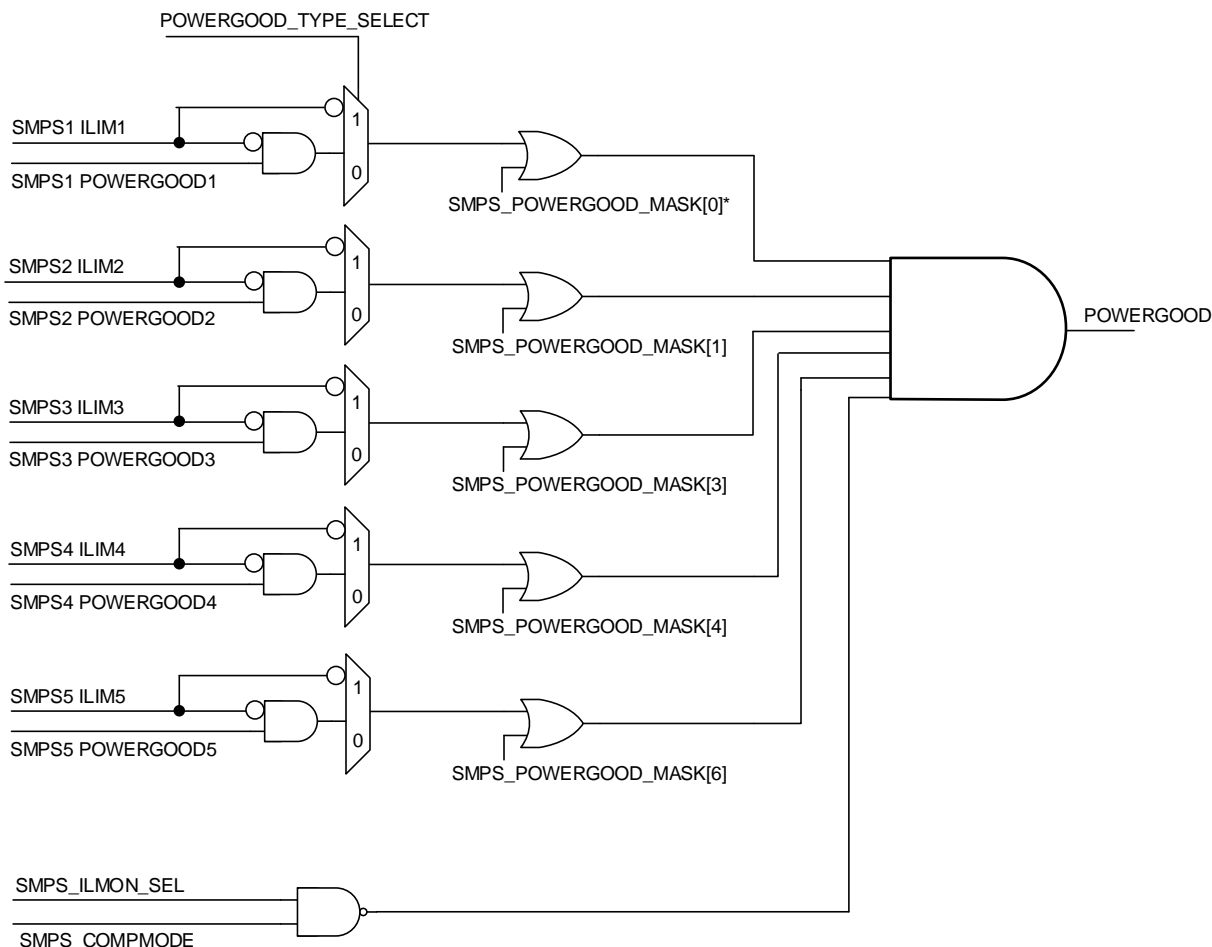 POWERGOOD_TYPE_SELECT
SMPS1 ILIM1
1
0
SMPS1 POWERGOOD1
SMPS_POWERGOOD_MASK[0]*
SMPS2 ILIM2
1
0
SMPS2 POWERGOOD2
SMPS_POWERGOOD_MASK[1]
POWERGOOD
SMPS3 ILIM3
1
0
SMPS3 POWERGOOD3
SMPS_POWERGOOD_MASK[3]
SMPS4 ILIM4
1
0
SMPS4 POWERGOOD4
SMPS_POWERGOOD_MASK[4]
SMPS5 ILIM5
1
0
SMPS5 POWERGOOD5
SMPS_POWERGOOD_MASK[6]
SMPS_ILMON_SEL
SMPS_COMPMODE